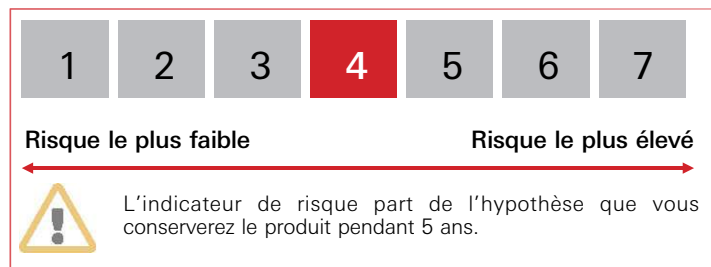 1 2 3 4 5 6 7
Risque le plus faible Risque le plus élevé
L'indicateur de risque part de l'hypothèse que vous
conserverez le produit pendant 5 ans.